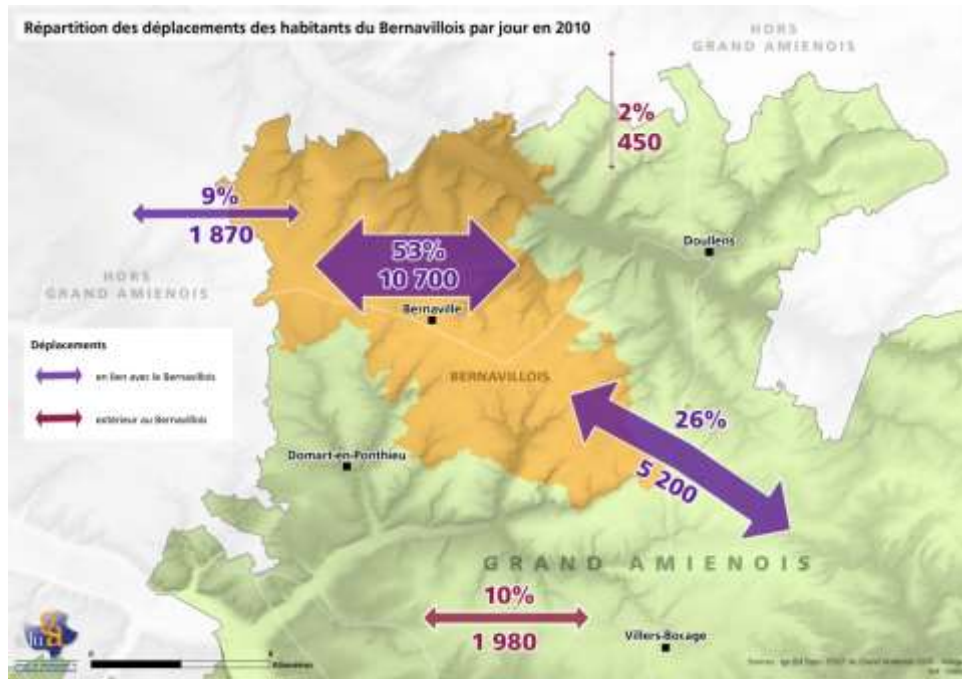 Répartition des déplacements des habitants du Bernavillois par jour en 2010
HORS
GRAND AMIENOIS
2%
450
9%
1 870
53%
10 700
Doullens
HORS
GRAND AMIENOIS
Bernaville
Déplacements
en lien avec le Bernavillois
extérieur au Bernavillois
BERNAVILLOIS
26%
5 200
Domart-en-Ponthieu
GRAND AMIENOIS
10%
1 980
Villers-Bocage
Kilomètres